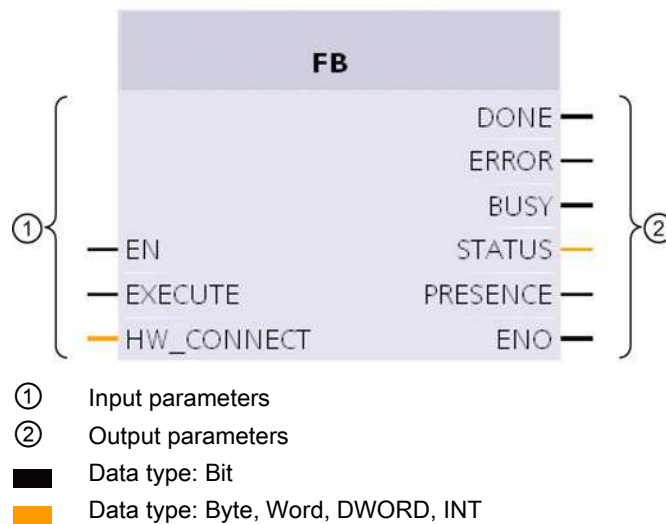 FB
DONE
ERROR
BUSY
① ②
EN STATUS
EXECUTE PRESENCE
HW_CONNECT ENO
① Input parameters
② Output parameters
Data type: Bit
Data type: Byte, Word, DWORD, INT